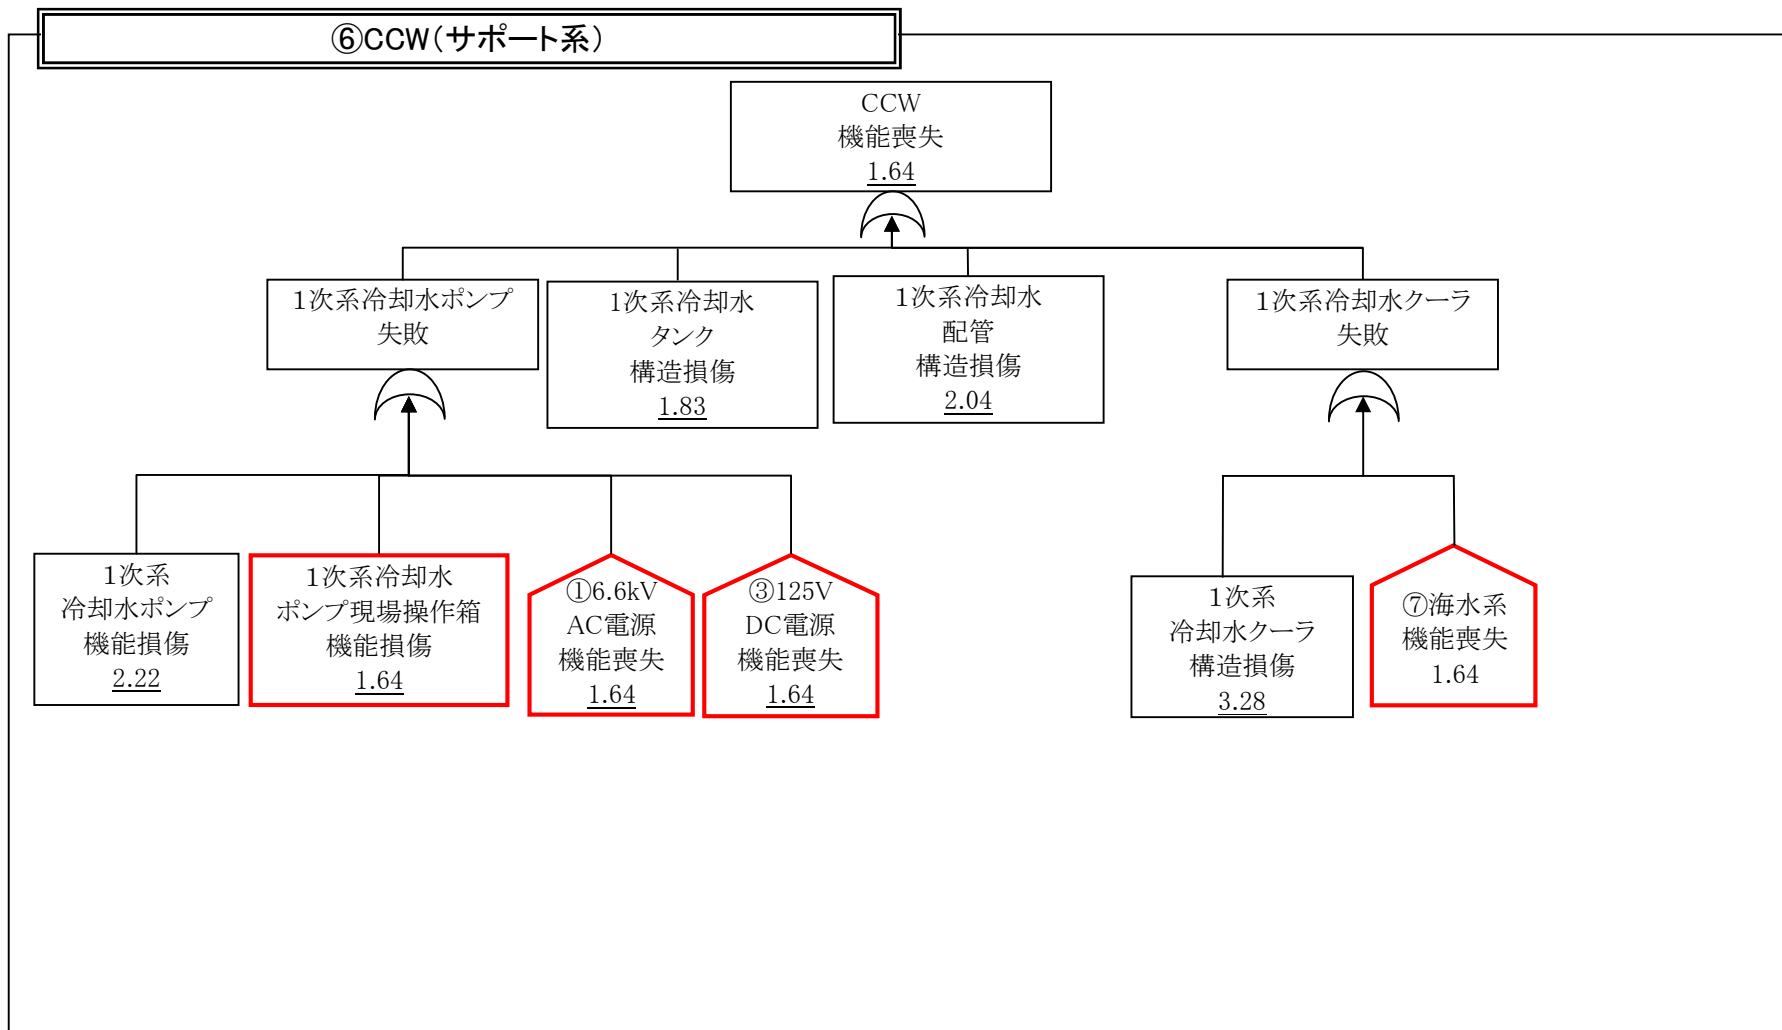 ⑥CCW(サポート系)
CCW
機能喪失
1.64
1次系冷却水ポンプ
失敗
1次系冷却水
タンク
構造損傷
1.83
1次系冷却水
配管
構造損傷
2.04
1次系冷却水クーラ
失敗
1次系
冷却水ポンプ
機能損傷
2.22
1次系冷却水
ポンプ現場操作箱
機能損傷
1.64
①6.6kV
AC電源
機能喪失
1.64
③125V
DC電源
機能喪失
1.64
1次系
冷却水クーラ
構造損傷
3.28
⑦海水系
機能喪失
1.64